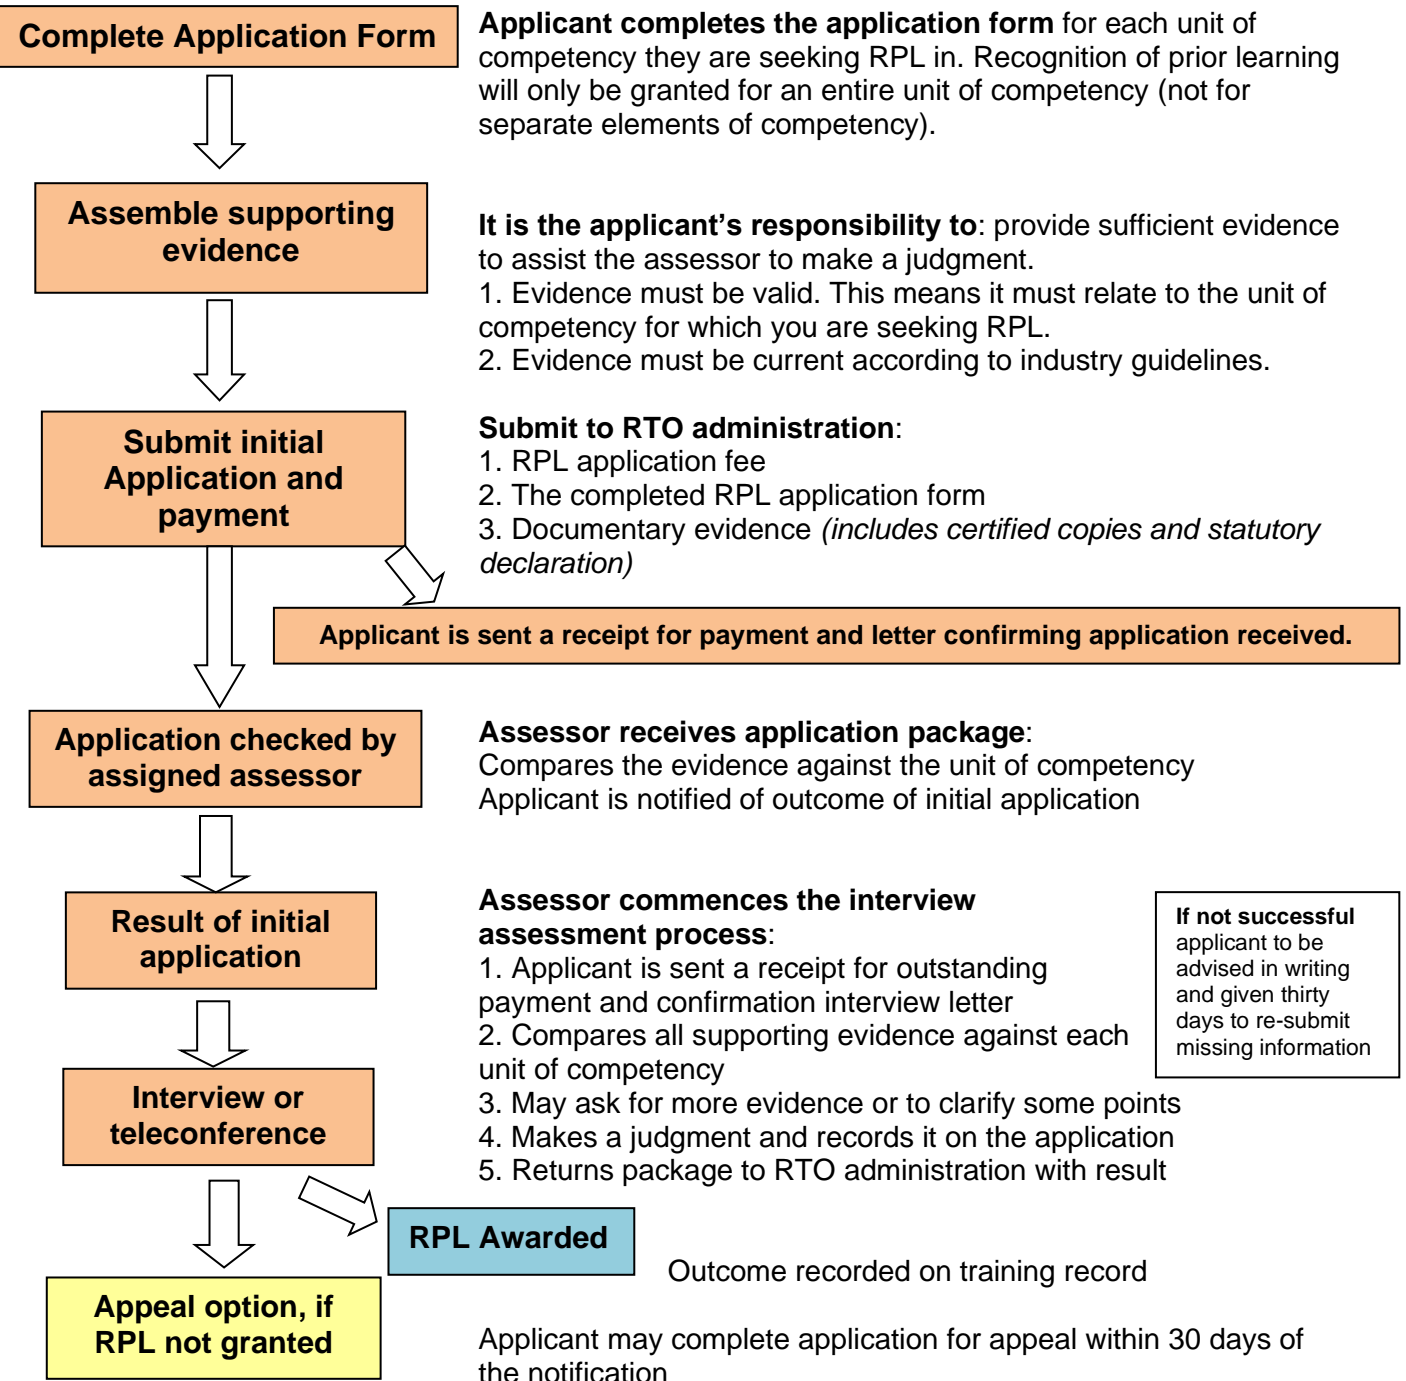 Complete Application Form
Applicant completes the application form for each unit of
competency they are seeking RPL in. Recognition of prior learning
will only be granted for an entire unit of competency (not for
separate elements of competency).
Assemble supporting
evidence
It is the applicant's responsibility to: provide sufficient evidence
to assist the assessor to make a judgment.
1. Evidence must be valid. This means it must relate to the unit of
competency for which you are seeking RPL.
2. Evidence must be current according to industry guidelines.
Submit initial
Application and
payment
Submit to RTO administration:
1. RPL application fee
2. The completed RPL application form
3. Documentary evidence (includes certified copies and statutory
declaration)
Applicant is sent a receipt for payment and letter confirming application received.
Application checked by
assigned assessor
Assessor receives application package:
Compares the evidence against the unit of competency
Applicant is notified of outcome of initial application
Result of initial
application
Assessor commences the interview
assessment process:
1. Applicant is sent a receipt for outstanding
payment and confirmation interview letter
2. Compares all supporting evidence against each
unit of competency
3. May ask for more evidence or to clarify some points
4. Makes a judgment and records it on the application
5. Returns package to RTO administration with result
If not successful
applicant to be
advised in writing
and given thirty
days to re-submit
missing information
Interview or
teleconference
RPL Awarded
Outcome recorded on training record
Appeal option, if
RPL not granted
Applicant may complete application for appeal within 30 days of
the notification